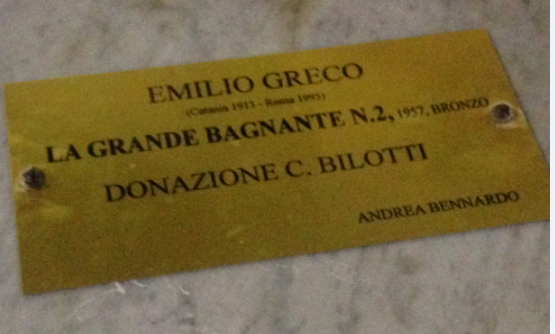 EMILIO GRECO
(Catania 1913 - Roma 1995)
LA GRANDE BAGNANTE N.2, 1957, BRONZO
DONAZIONE C. BILOTTI
ANDREA BENNARDO